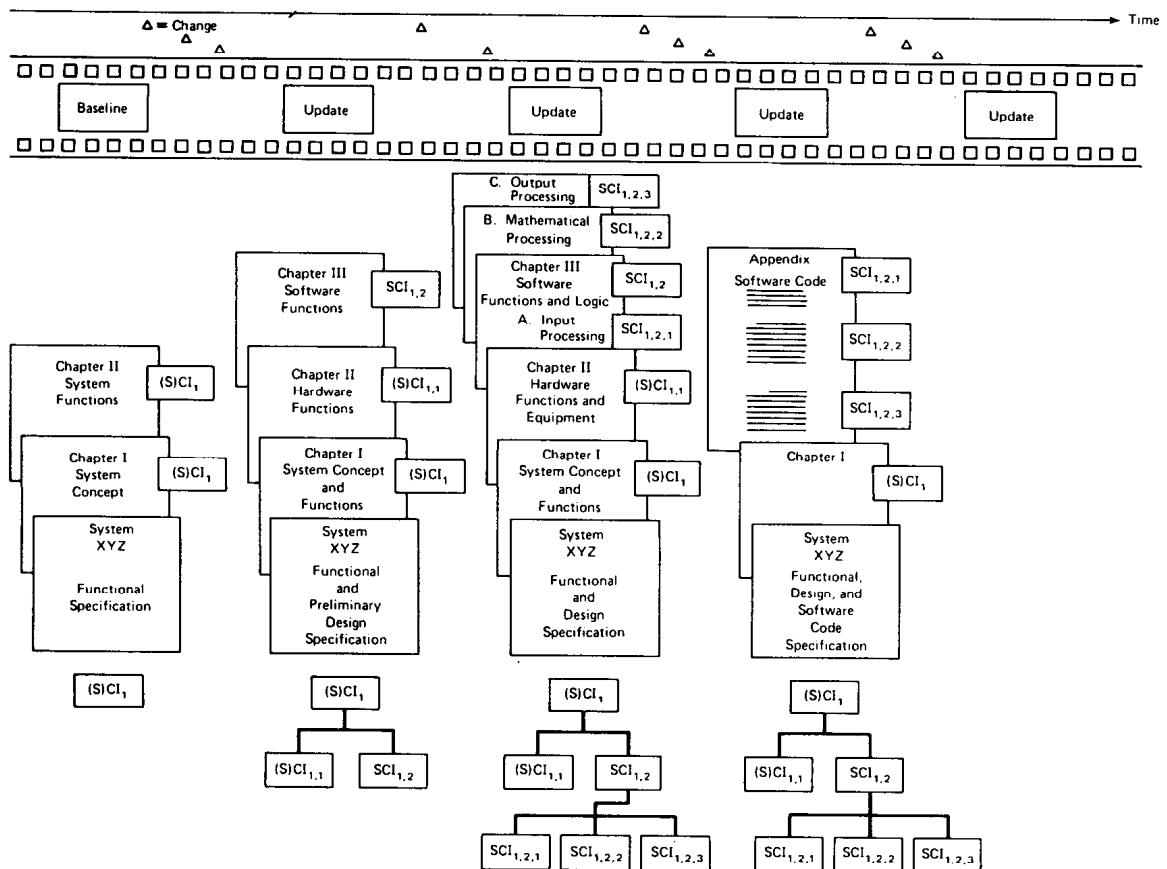 Time
Δ = Change
Baseline
Update
Update
Update
Update
Chapter II
System
Functions
(S)CI1
Chapter I
System
Concept
(S)CI1
System
XYZ
Functional
Specification
(S)CI1
Chapter III
Software
Functions
SCI1,2
Chapter II
Hardware
Functions
(S)CI1,1
Chapter I
System Concept
and
Functions
(S)CI1
System
XYZ
Functional
and
Preliminary
Design
Specification
(S)CI1
(S)CI1,1
SCI1,2
C. Output
Processing
SCI1,2,3
B. Mathematical
Processing
SCI1,2,2
Chapter III
Software
Functions and Logic
SCI1,2
A. Input
Processing
SCI1,2,1
Chapter II
Hardware
Functions and
Equipment
(S)CI1,1
Chapter I
System Concept
and
Functions
(S)CI1
System
XYZ
Functional
and
Design
Specification
(S)CI1
(S)CI1,1
SCI1,2
SCI1,2,1
SCI1,2,2
SCI1,2,3
Appendix
Software Code
SCI1,2,1
SCI1,2,2
SCI1,2,3
Chapter I
(S)CI1
System
XYZ
Functional,
Design, and
Software
Code
Specification
(S)CI1
(S)CI1,1
SCI1,2
SCI1,2,1
SCI1,2,2
SCI1,2,3